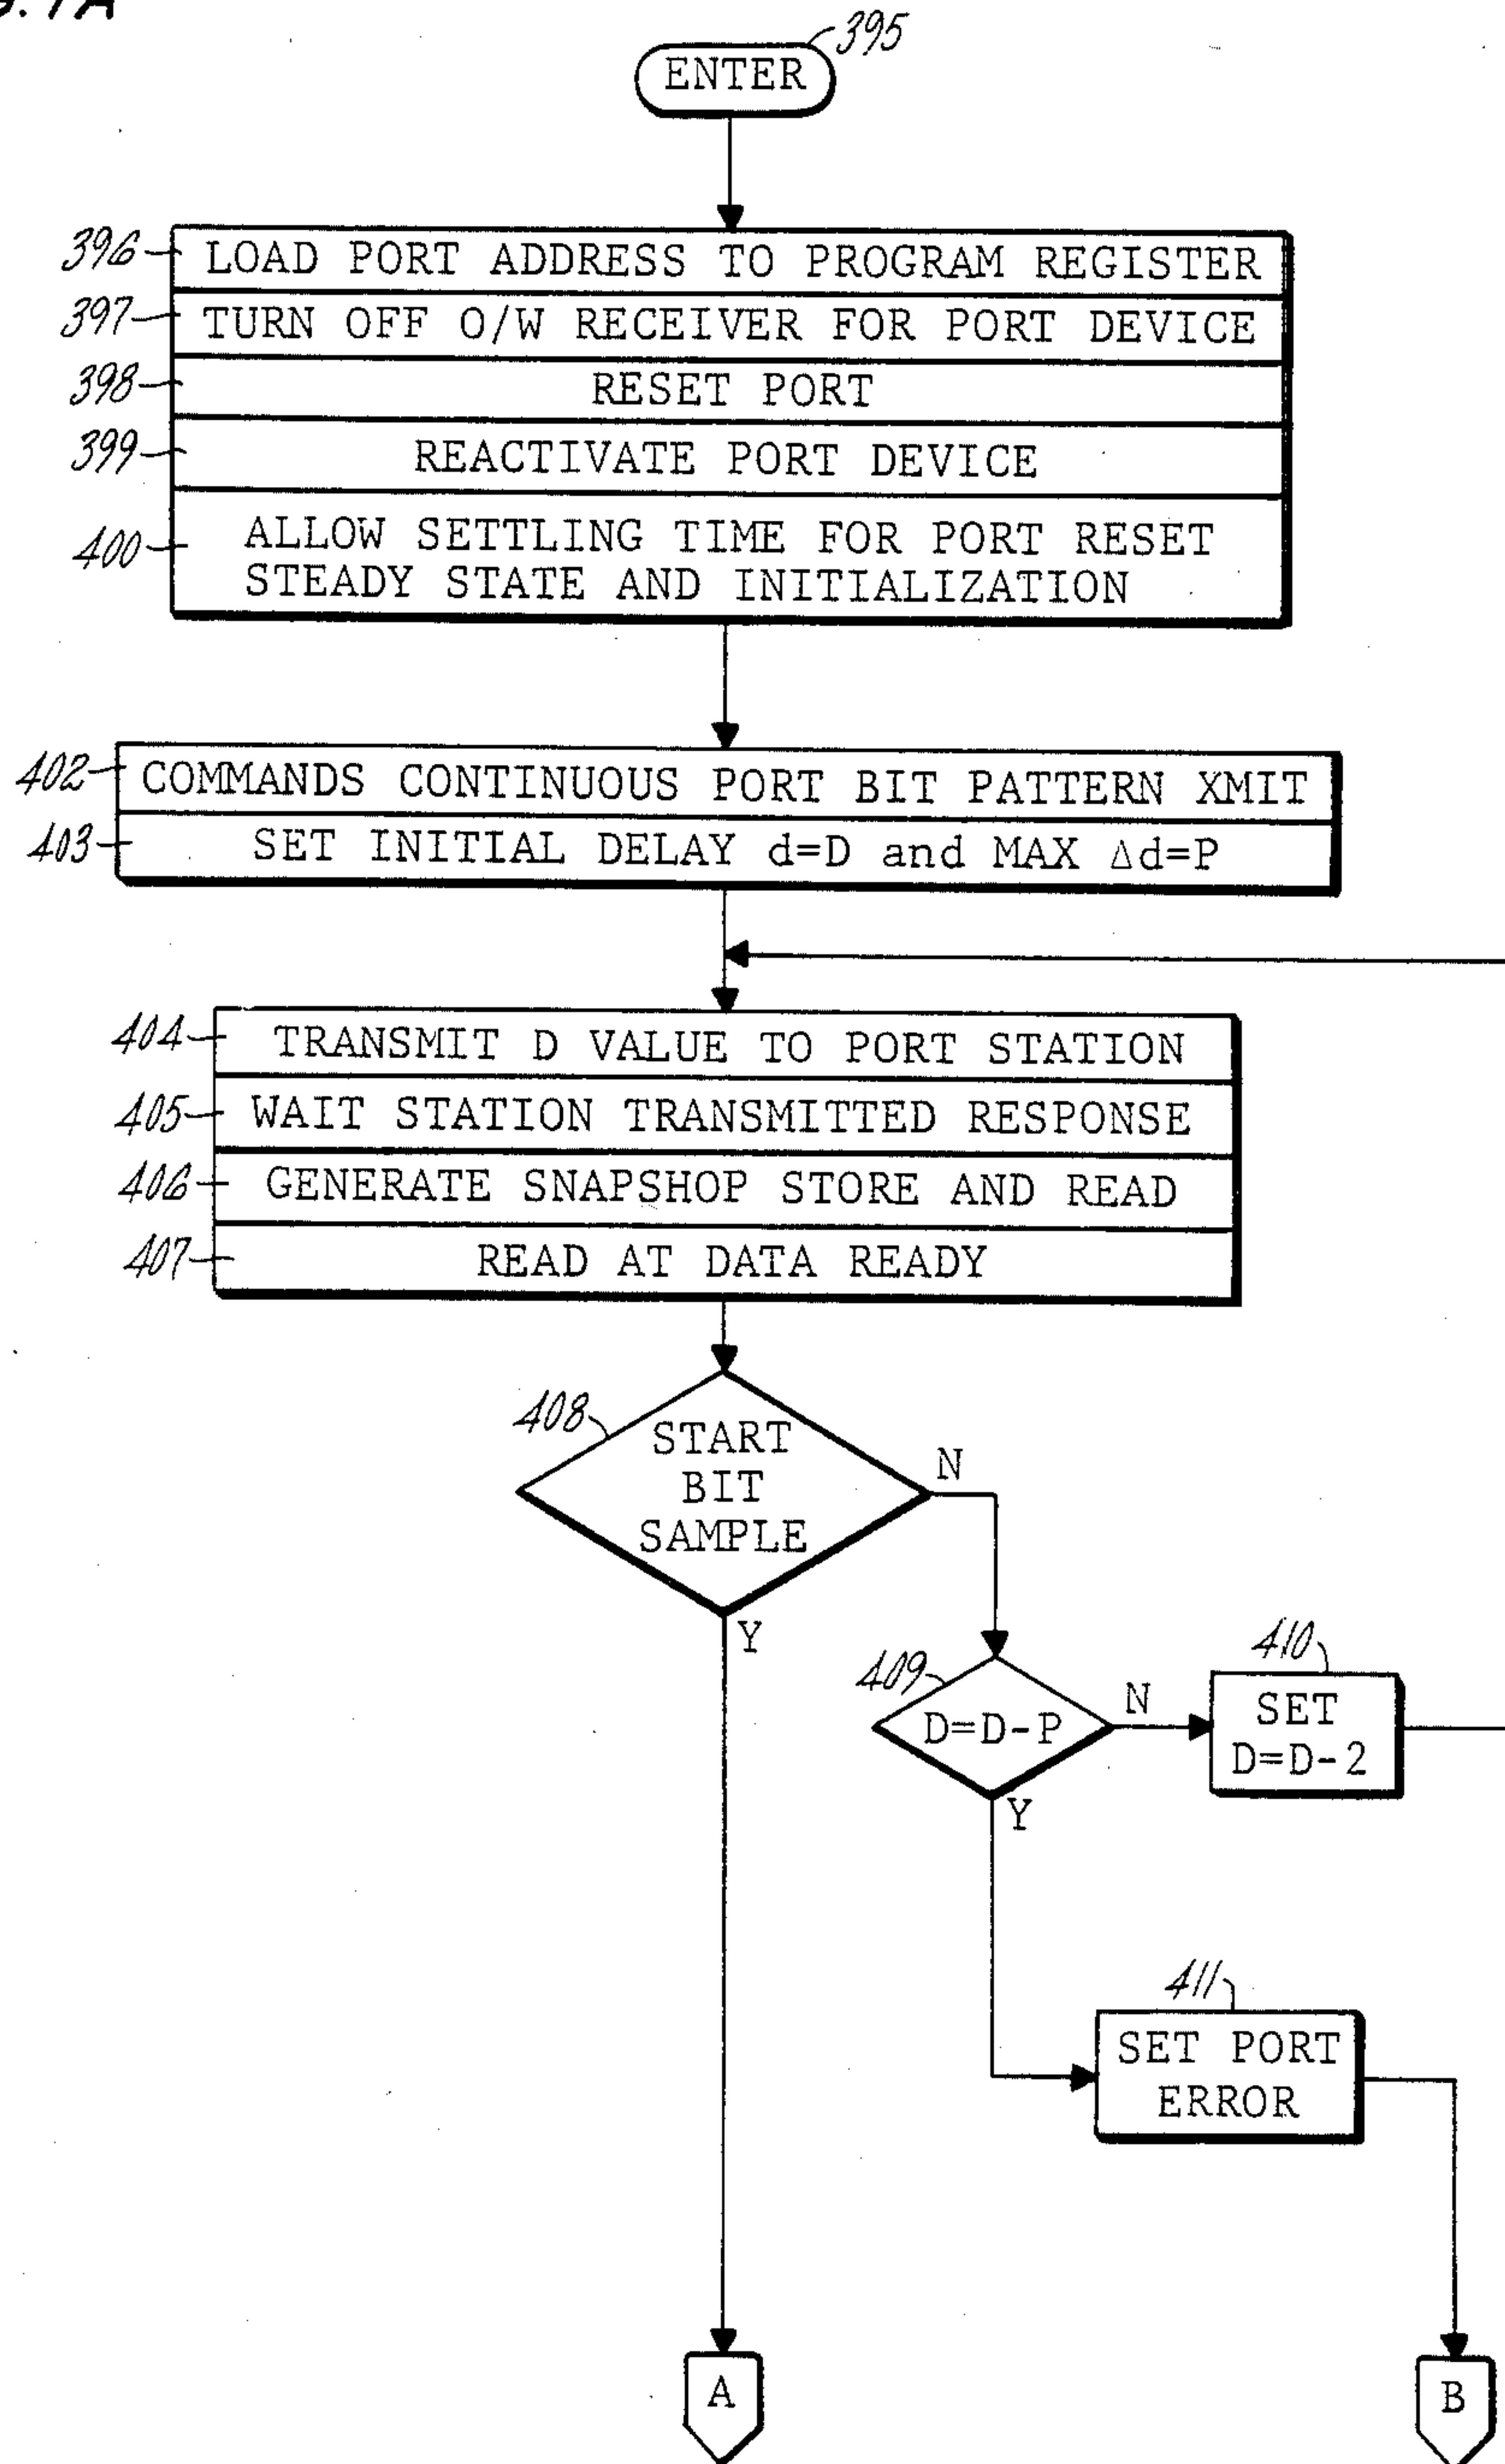 395
ENTER
396 LOAD PORT ADDRESS TO PROGRAM REGISTER
397 TURN OFF O/W RECEIVER FOR PORT DEVICE
398 RESET PORT
399 REACTIVATE PORT DEVICE
400 ALLOW SETTLING TIME FOR PORT RESET
STEADY STATE AND INITIALIZATION
402 COMMANDS CONTINUOUS PORT BIT PATTERN XMIT
403 SET INITIAL DELAY d=D and MAX Δd=P
404 TRANSMIT D VALUE TO PORT STATION
405 WAIT STATION TRANSMITTED RESPONSE
406 GENERATE SNAPSHOP STORE AND READ
407 READ AT DATA READY
408
START
BIT
SAMPLE
N
Y
409
D=D-P
N
Y
410
SET
D=D-2
411
SET PORT
ERROR
A
B